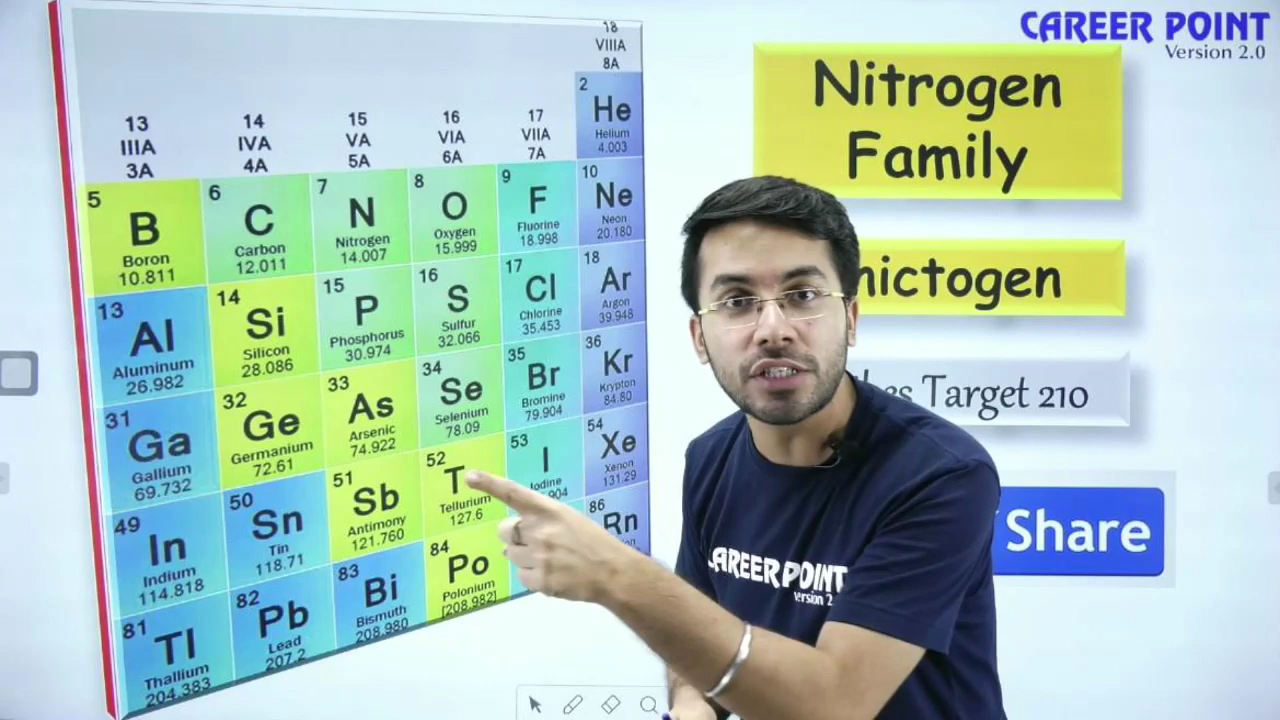 CAREER POINT
Version 2.0
Nitrogen
Family
nictogen
Target 210
Share
18
VIIIA
8A
13
IIIA
3A
14
IVA
4A
15
VA
5A
16
VIA
6A
17
VIIA
7A
2
He
Helium
4.003
5
B
Boron
10.811
6
C
Carbon
12.011
7
N
Nitrogen
14.007
8
O
Oxygen
15.999
9
F
Fluorine
18.998
10
Ne
Neon
20.180
13
Al
Aluminum
26.982
14
Si
Silicon
28.086
15
P
Phosphorus
30.974
16
S
Sulfur
32.066
17
Cl
Chlorine
35.453
18
Ar
Argon
39.948
31
Ga
Gallium
69.732
32
Ge
Germanium
72.61
33
As
Arsenic
74.922
34
Se
Selenium
78.09
35
Br
Bromine
79.904
36
Kr
Krypton
84.80
49
In
Indium
114.818
50
Sn
Tin
118.71
51
Sb
Antimony
121.760
52
T
Tellurium
127.6
53
I
Iodine
.904
54
Xe
Xenon
131.29
81
Tl
Thallium
204.383
82
Pb
Lead
207.2
83
Bi
Bismuth
208.980
84
Po
Polonium
[208.982]
86
Rn
CAREER POINT
Version 2